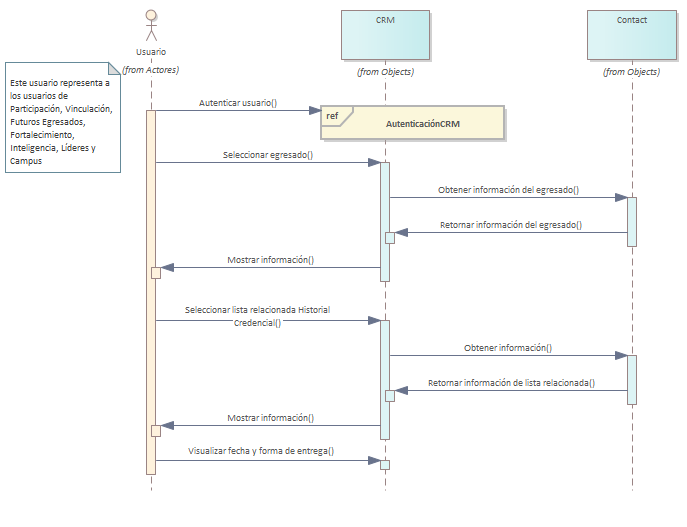 CRM
Contact
Usuario
(from Actores)
(from Objects)
(from Objects)
Este usuario representa a
los usuarios de
Participación, Vinculación,
Futuros Egresados,
Fortalecimiento,
Inteligencia, Líderes y
Campus
Autenticar usuario()
ref
AutenticaciónCRM
Seleccionar egresado()
Obtener información del egresado()
Retornar información del egresado()
Mostrar información()
Seleccionar lista relacionada Historial
Credencial()
Obtener información()
Retornar información de lista relacionada()
Mostrar información()
Visualizar fecha y forma de entrega()